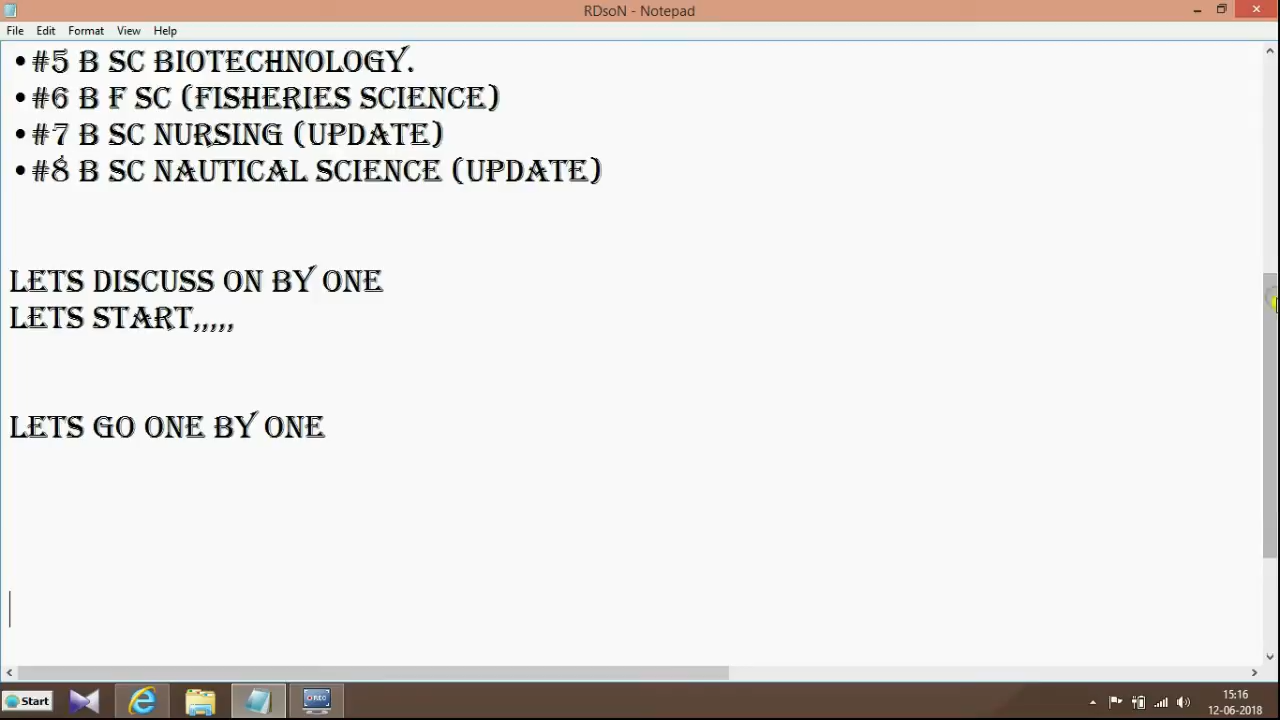 RDsoN - Notepad
File Edit Format View Help
•#5 B SC BIOTECHNOLOGY.
•#6 B F SC (FISHERIES SCIENCE)
•#7 B SC NURSING (UPDATE)
•#8 B SC NAUTICAL SCIENCE (UPDATE)
LETS DISCUSS ON BY ONE
LETS START,,,,,
LETS GO ONE BY ONE
Start
REC
15:16
12-06-2018